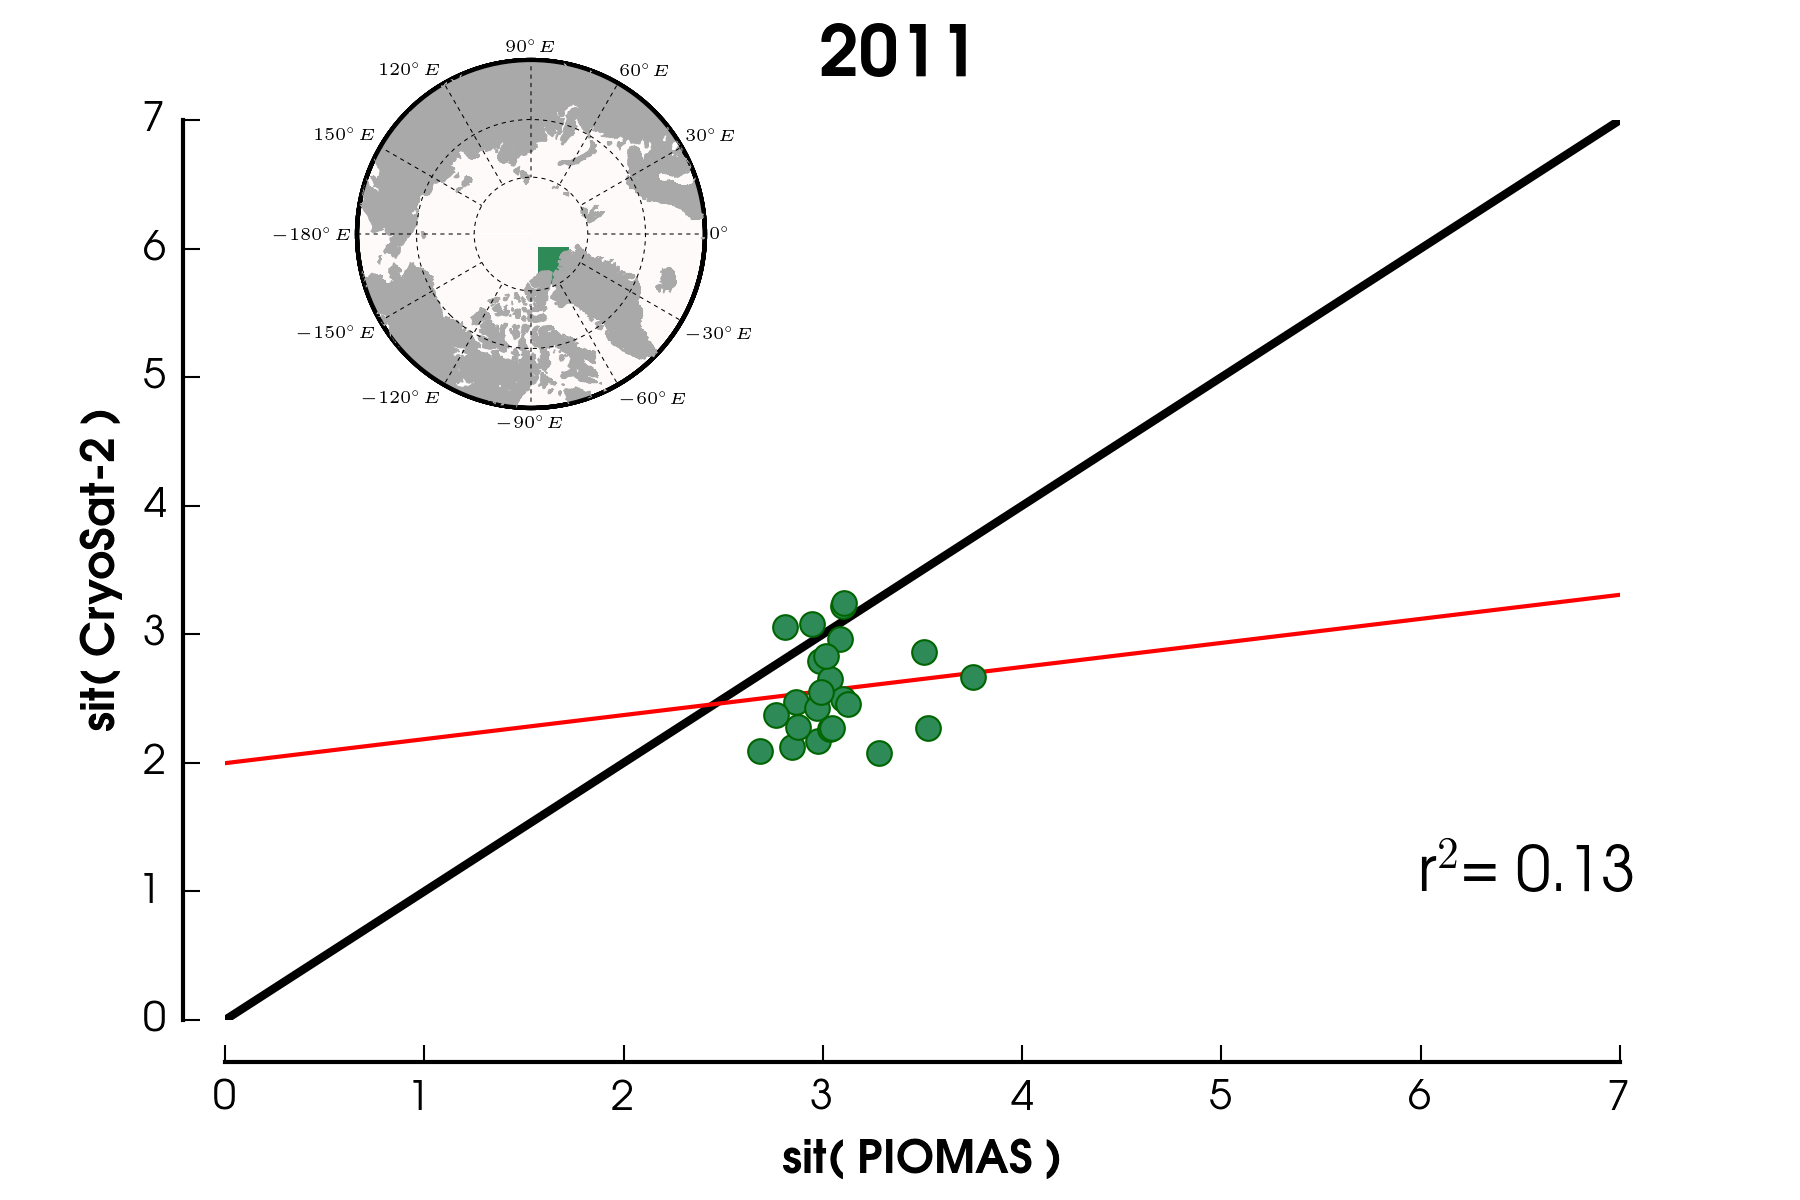 2011
90° E
120° E
60° E
150° E
30° E
−180° E
0°
−150° E
−30° E
−120° E
−60° E
−90° E
7
6
5
4
3
2
1
0
sit( CryoSat-2 )
r²= 0.13
0 1 2 3 4 5 6 7
sit( PIOMAS )